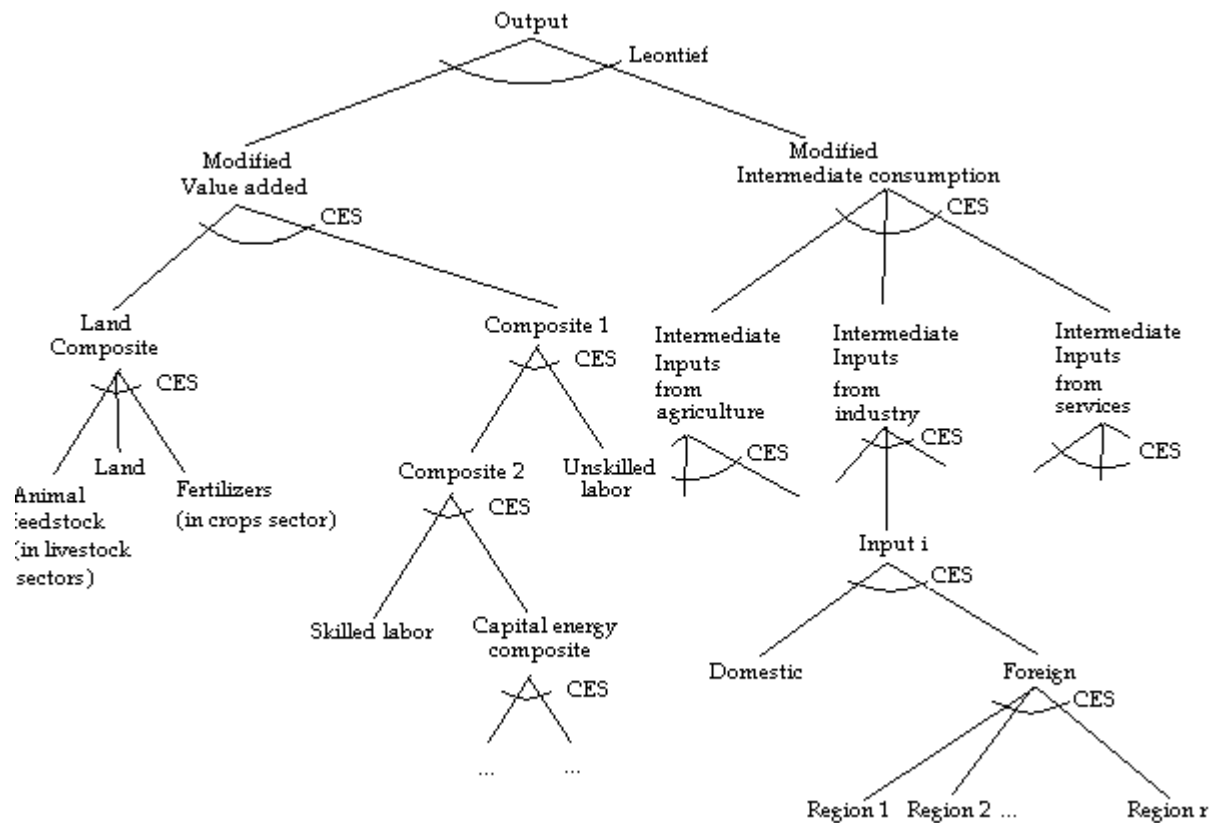 Output
Leontief
Modified
Value added
CES
Modified
Intermediate consumption
CES
Land
Composite
CES
Composite 1
CES
Intermediate
Inputs
from
agriculture
CES
Intermediate
Inputs
from
industry
CES
Intermediate
Inputs
from
services
CES
Animal
feedstock
(in livestock
sectors)
Land
Fertilizers
(in crops sector)
Composite 2
CES
Unskilled
labor
Skilled labor
Capital energy
composite
CES
...
...
Input i
CES
Domestic
Foreign
CES
Region 1
Region 2 ...
Region r